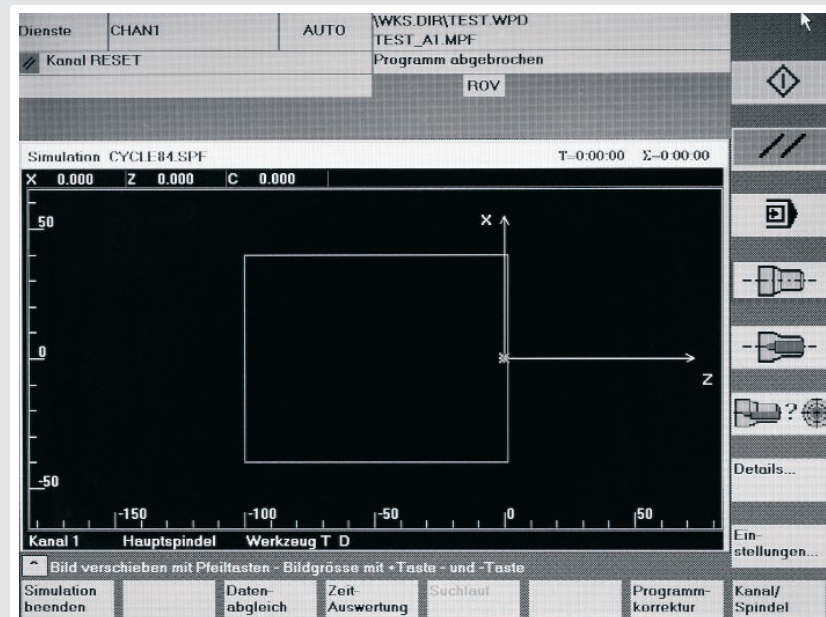 Dienste CHAN1 AUTO \WKS.DIR\TEST.WPD
TEST_A1.MPF
Kanal RESET Programm abgebrochen
ROV
Simulation CYCLE84.SPF T=0:00:00 Σ=0:00:00
X 0.000 Z 0.000 C 0.000
50
X
0
Z
-50
-150 -100 -50 0 50
Kanal 1 Hauptspindel Werkzeug T D
^ Bild verschieben mit Pfeiltasten - Bildgrösse mit +Taste - und -Taste
?
Details...
Ein-
stellungen...
Simulation
beenden
Daten-
abgleich
Zeit-
Auswertung
Suchlauf
Programm-
korrektur
Kanal/
Spindel